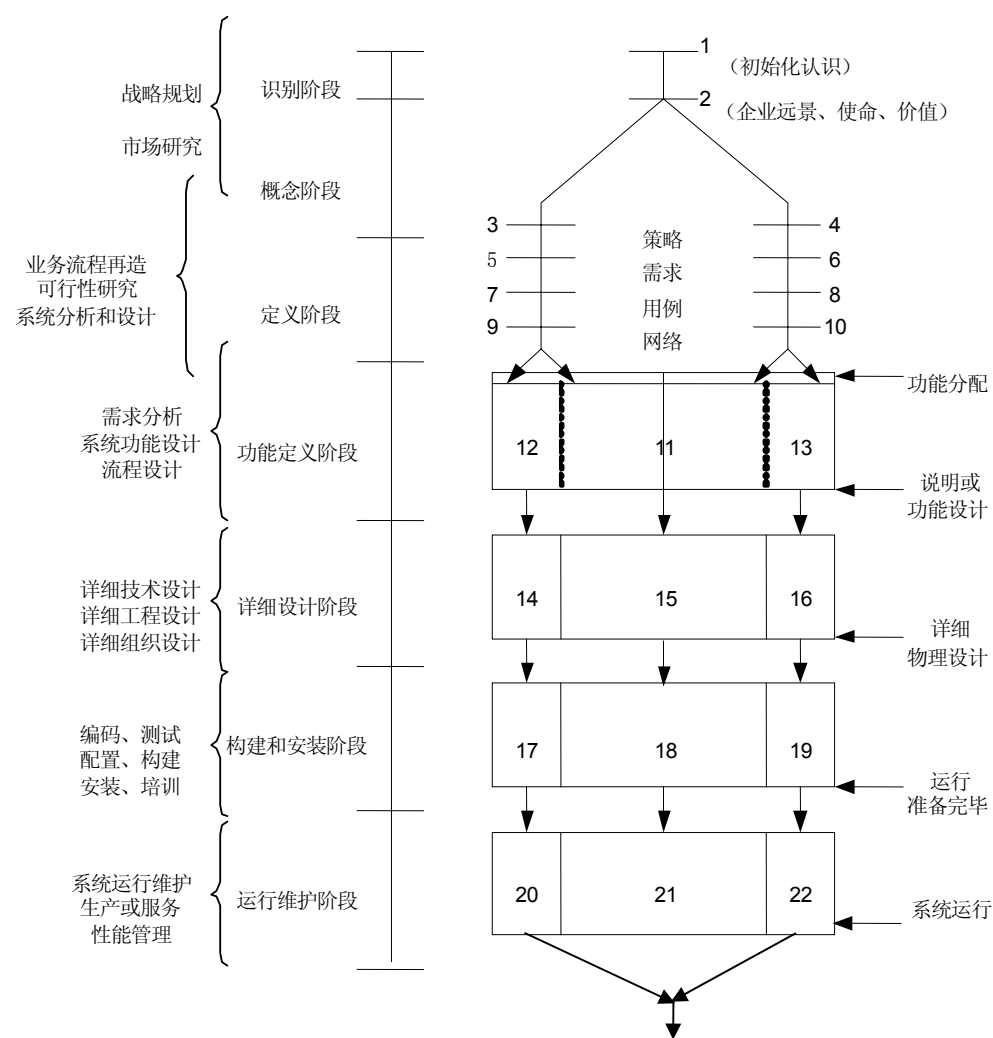 1
（初始化认识）
战略规划
识别阶段
2
（企业远景、使命、价值）
市场研究
概念阶段
3
4
策略
业务流程再造
5
6
可行性研究
需求
系统分析和设计
定义阶段
7
8
用例
9
10
网络
功能分配
需求分析
系统功能设计
流程设计
功能定义阶段
12
11
13
说明或
功能设计
详细技术设计
详细工程设计
详细组织设计
详细设计阶段
14
15
16
详细
物理设计
编码、测试
配置、构建
安装、培训
构建和安装阶段
17
18
19
运行
准备完毕
系统运行维护
生产或服务
性能管理
运行维护阶段
20
21
22
系统运行